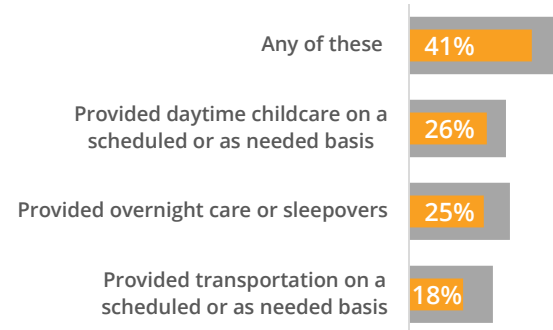 Any of these
41%
Provided daytime childcare on a
scheduled or as needed basis
26%
Provided overnight care or sleepovers
25%
Provided transportation on a
scheduled or as needed basis
18%